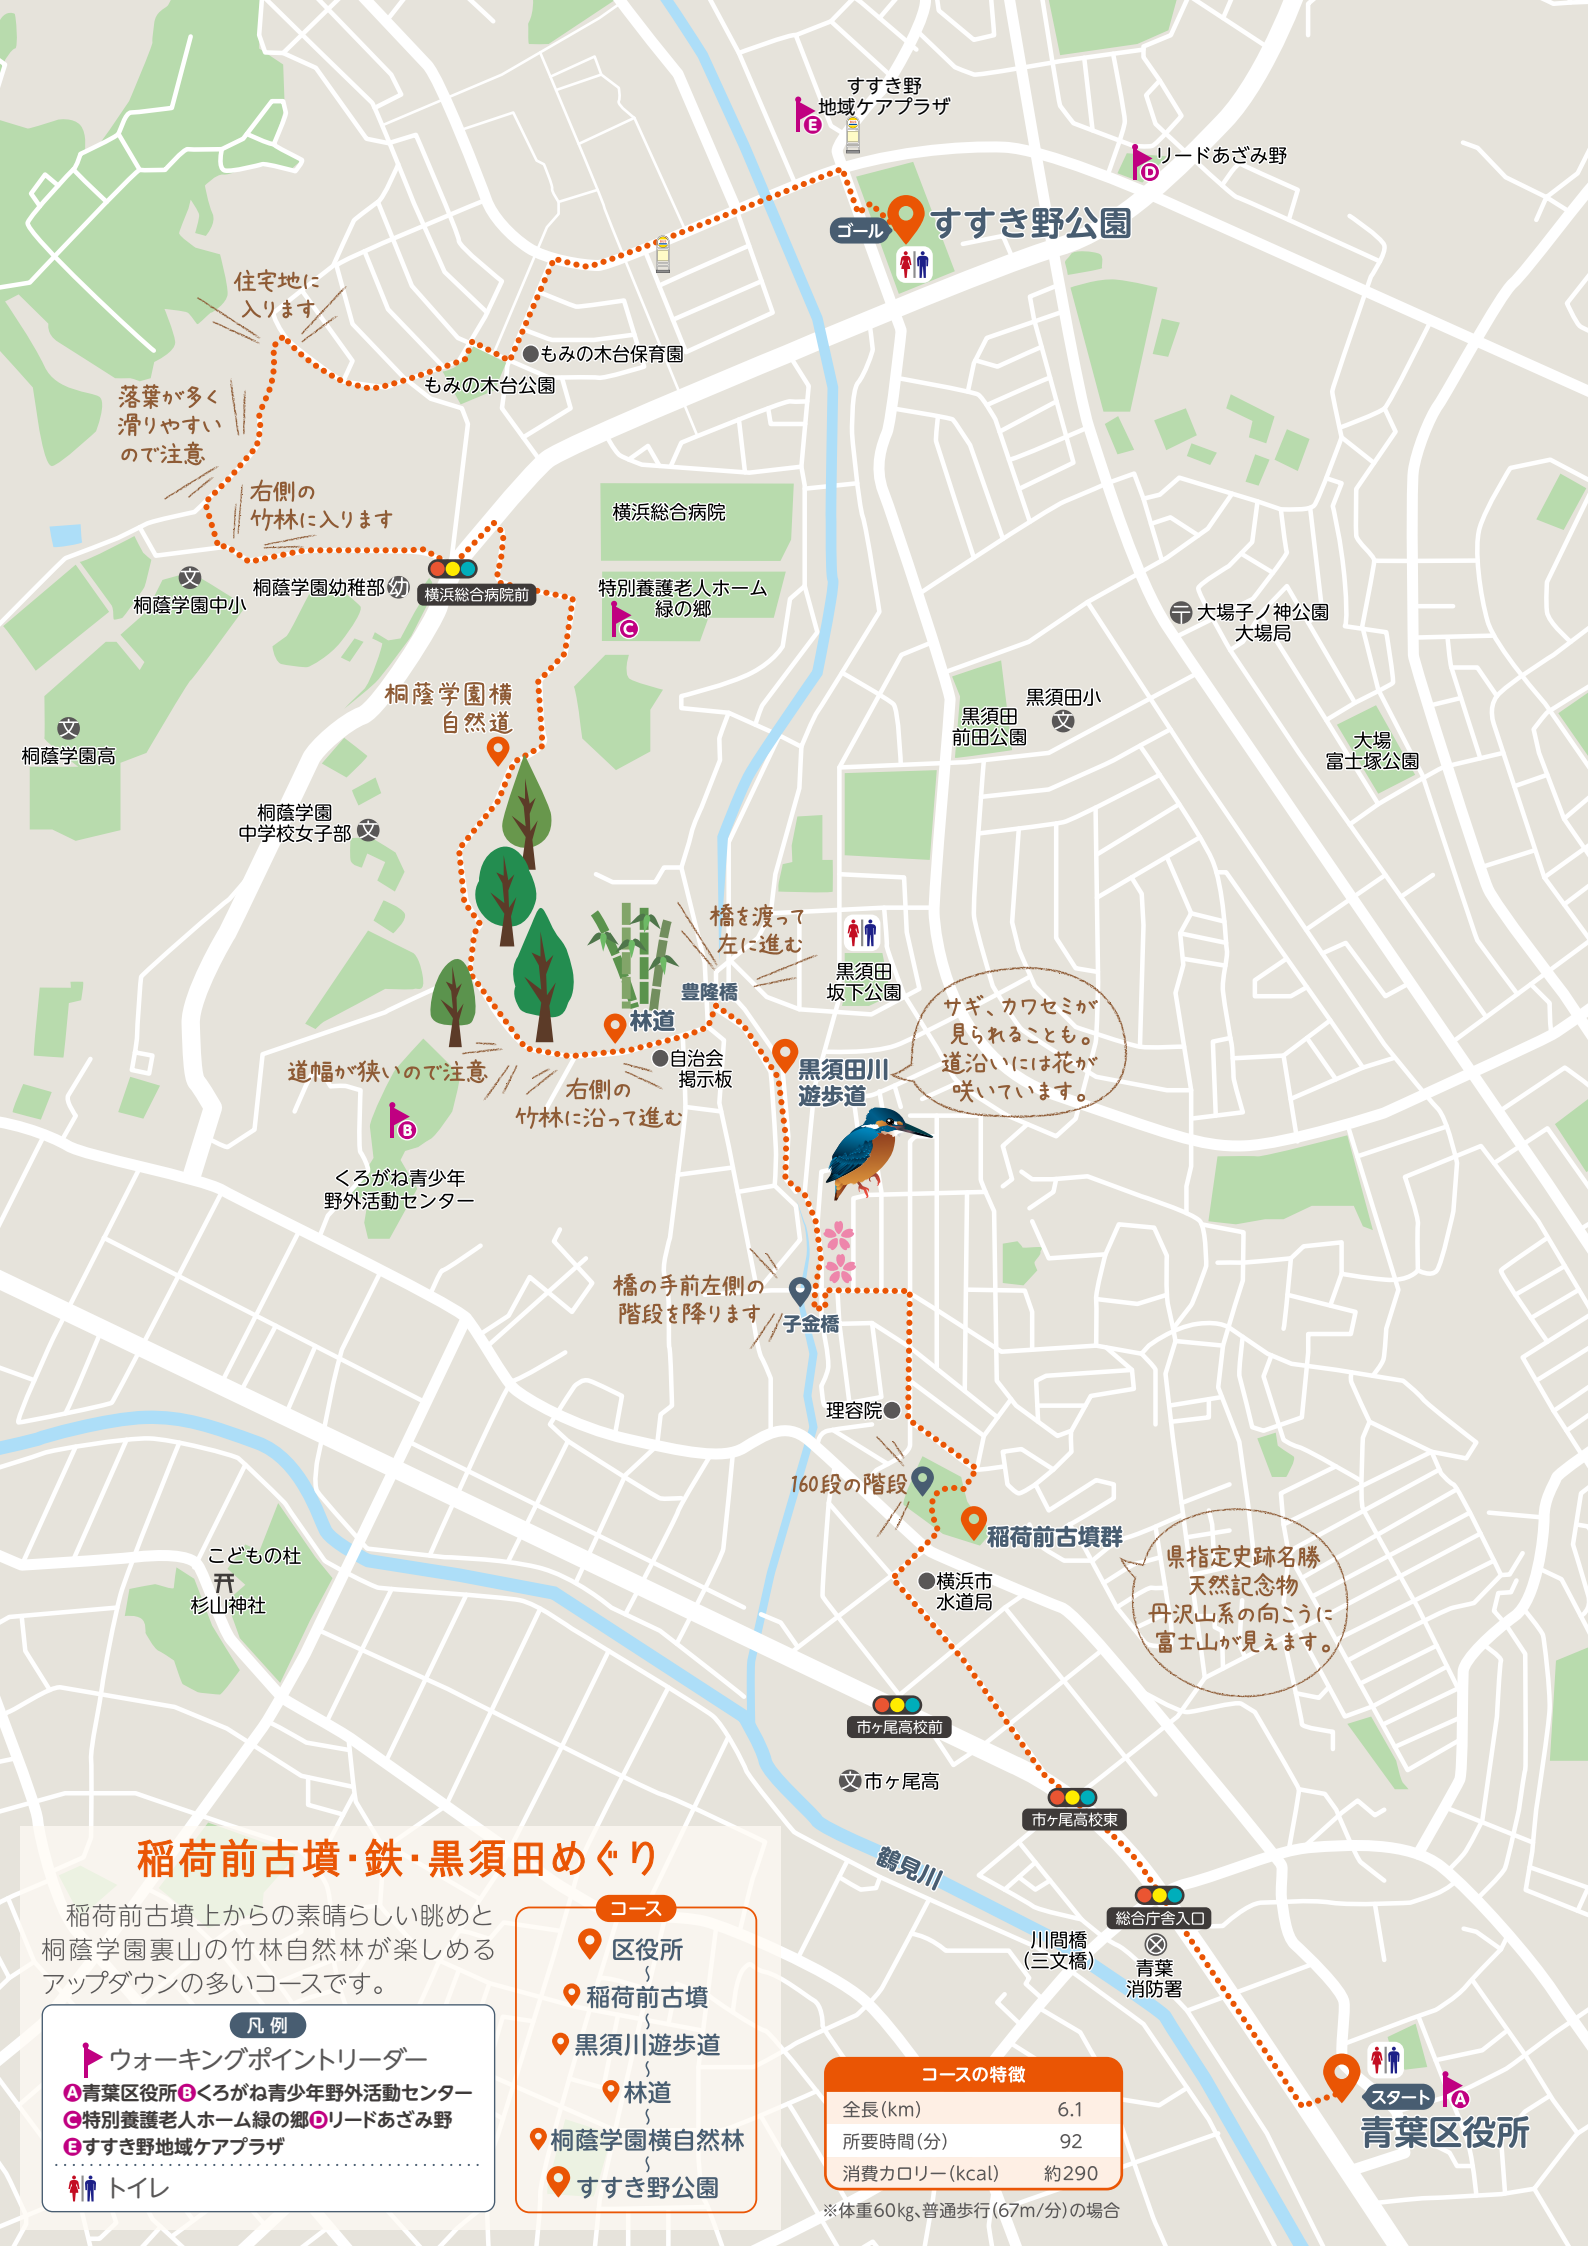 すすき野
地域ケアプラザ
E
リードあざみ野
D
すすき野公園
ゴール
住宅地に
入ります
もみの木台保育園
もみの木台公園
落葉が多く
滑りやすい
ので注意
右側の
竹林に入ります
横浜総合病院
文
桐蔭学園中小
桐蔭学園幼稚部
幼
横浜総合病院前
特別養護老人ホーム
緑の郷
C
大場子ノ神公園
大場局
桐蔭学園横
自然道
黒須田小
文
黒須田
前田公園
文
桐蔭学園高
大場
富士塚公園
桐蔭学園
中学校女子部
文
橋を渡って
左に進む
豊隆橋
黒須田
坂下公園
林道
サギ、カワセミが
見られることも。
道沿いには花が
咲いています。
道幅が狭いので注意
自治会
掲示板
右側の
竹林に沿って進む
黒須田川
遊歩道
B
くろがね青少年
野外活動センター
橋の手前左側の
階段を降ります
子金橋
理容院
160段の階段
稲荷前古墳群
県指定史跡名勝
天然記念物
丹沢山系の向こうに
富士山が見えます。
こどもの杜
杉山神社
横浜市
水道局
市ヶ尾高校前
文
市ヶ尾高
市ヶ尾高校東
鶴見川
総合庁舎入口
川間橋
(三文橋)
青葉
消防署
スタート
A
青葉区役所
稲荷前古墳・鉄・黒須田めぐり
稲荷前古墳上からの素晴らしい眺めと
桐蔭学園裏山の竹林自然林が楽しめる
アップダウンの多いコースです。
凡 例
ウォーキングポイントリーダー
A青葉区役所Bくろがね青少年野外活動センター
C特別養護老人ホーム緑の郷Dリードあざみ野
Eすすき野地域ケアプラザ
トイレ
コース
区役所
〜
稲荷前古墳
〜
黒須川遊歩道
〜
林道
〜
桐蔭学園横自然林
〜
すすき野公園
コースの特徴
全長(km) 6.1
所要時間(分) 92
消費カロリー(kcal) 約290
※体重60kg、普通歩行(67m/分)の場合